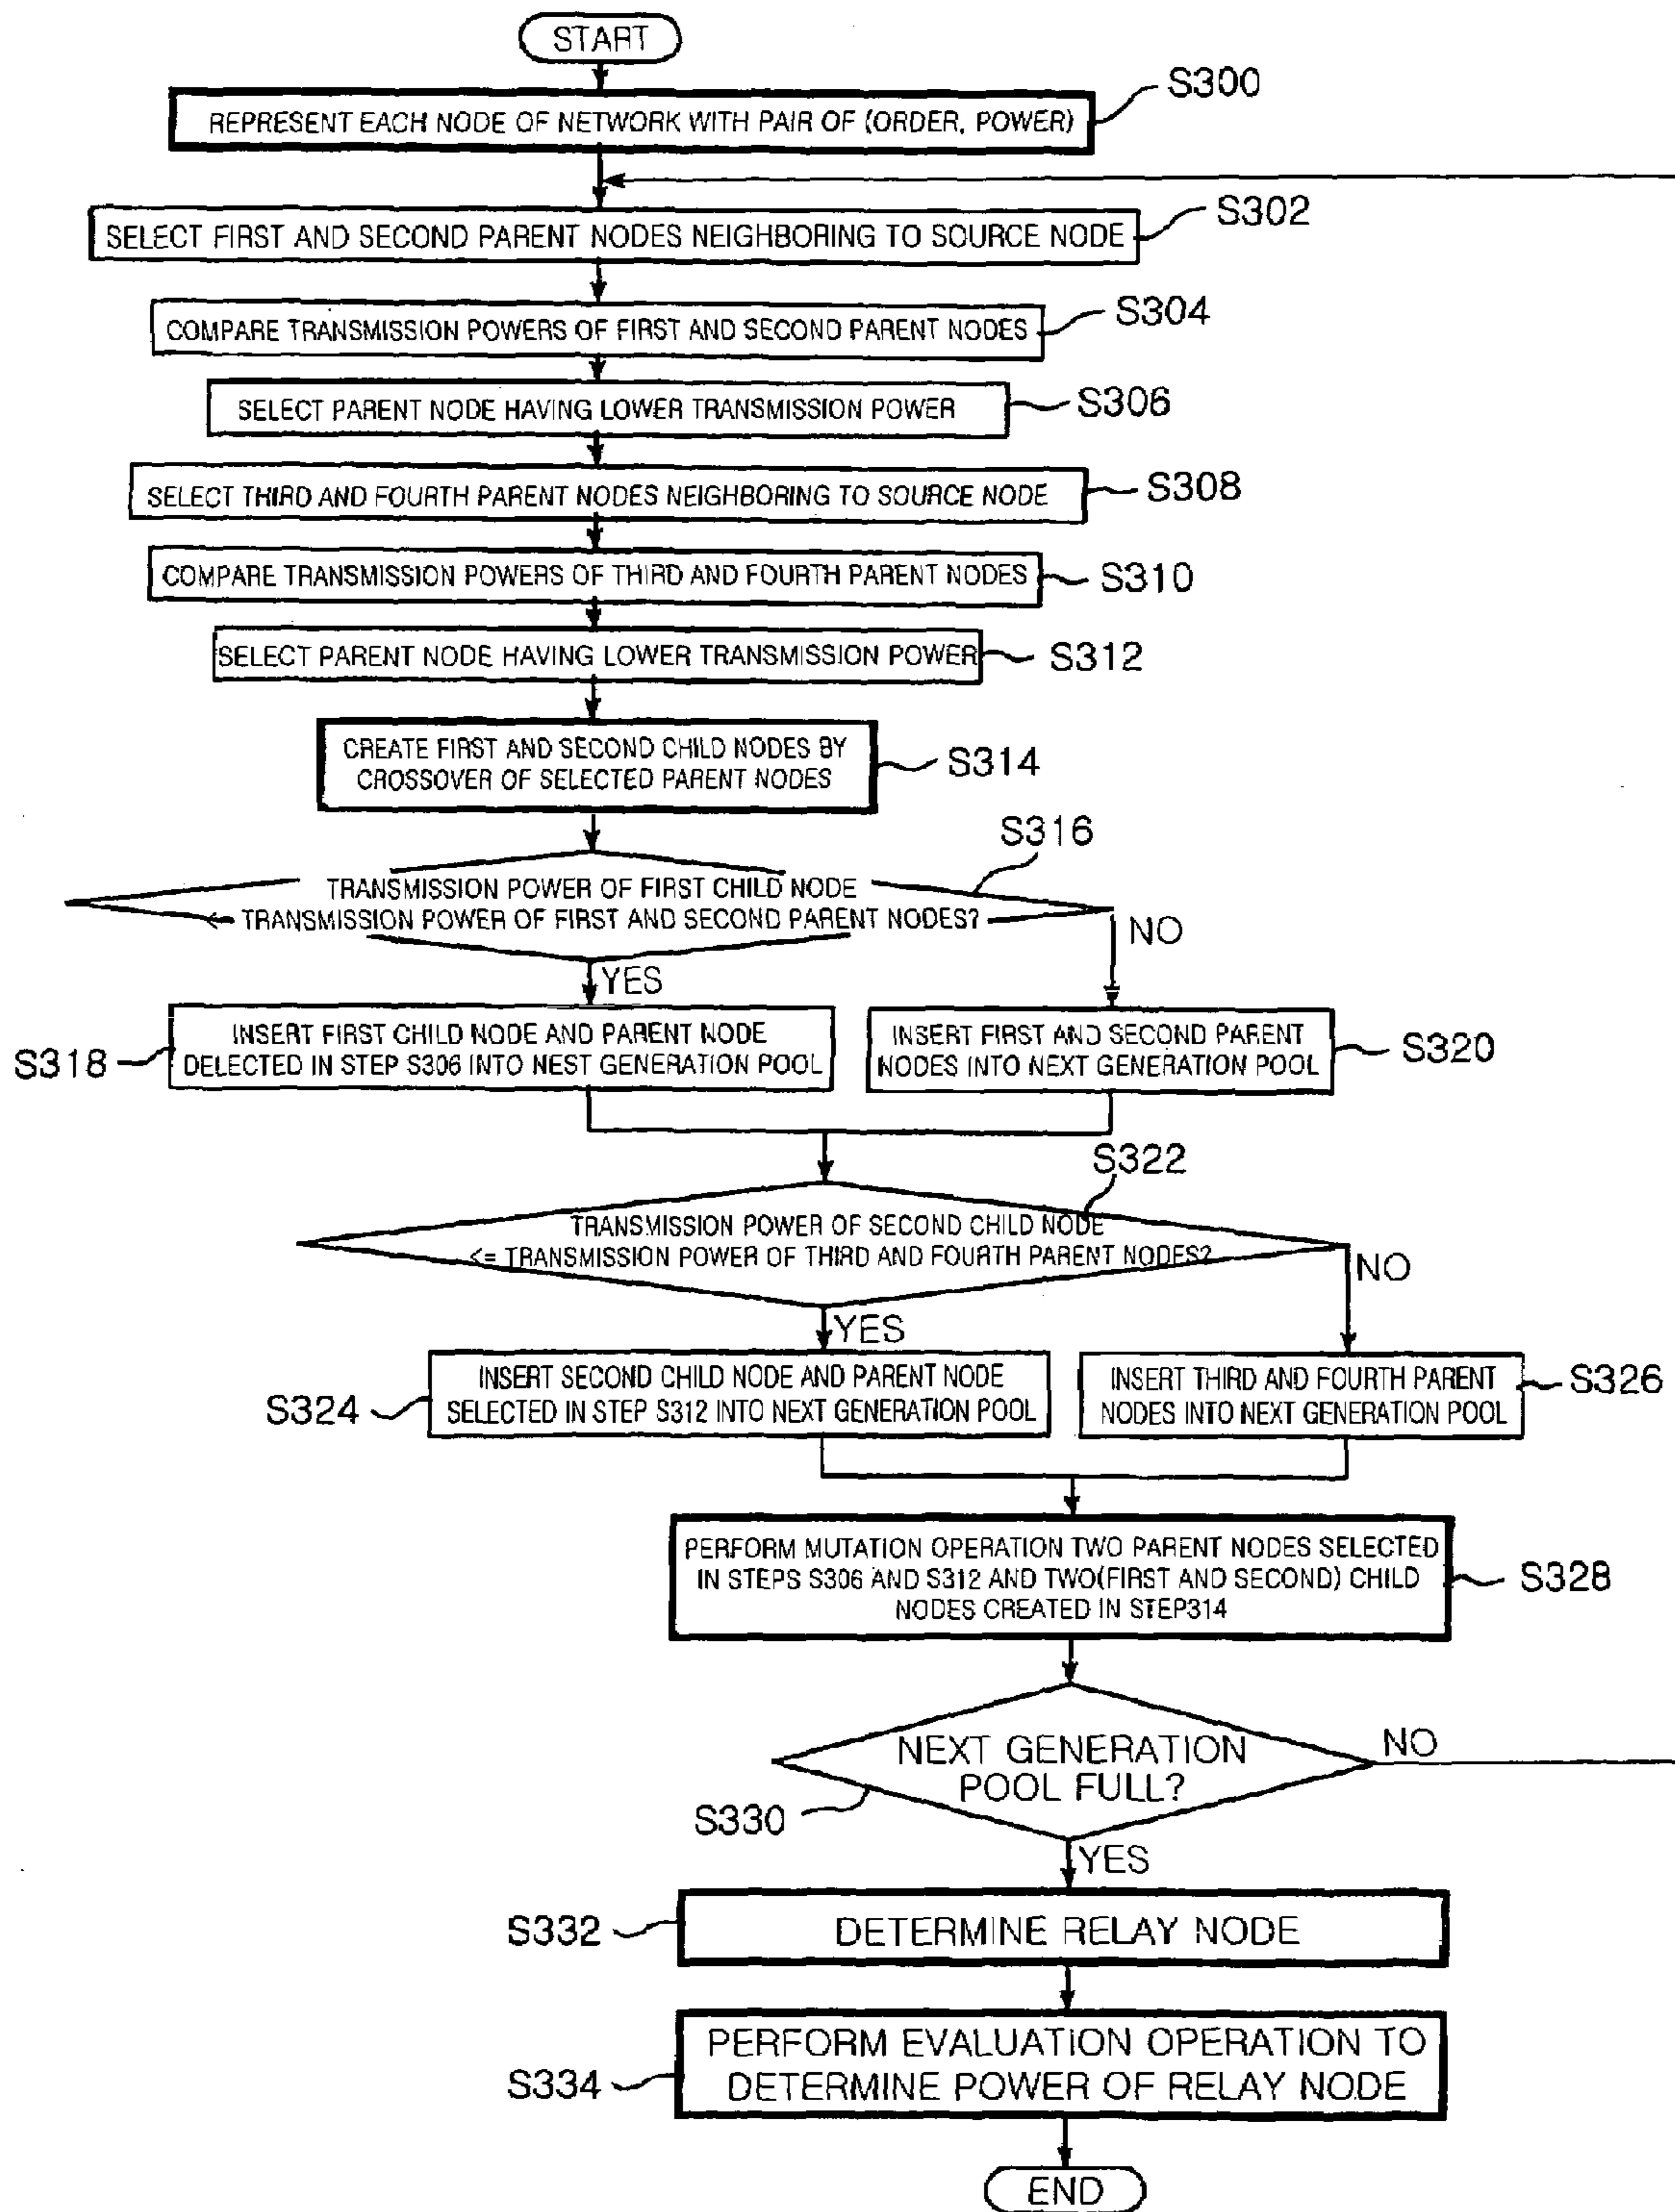 START
S300
REPRESENT EACH NODE OF NETWORK WITH PAIR OF (ORDER, POWER)
S302
SELECT FIRST AND SECOND PARENT NODES NEIGHBORING TO SOURCE NODE
S304
COMPARE TRANSMISSION POWERS OF FIRST AND SECOND PARENT NODES
SELECT PARENT NODE HAVING LOWER TRANSMISSION POWER
S306
SELECT THIRD AND FOURTH PARENT NODES NEIGHBORING TO SOURCE NODE
S308
COMPARE TRANSMISSION POWERS OF THIRD AND FOURTH PARENT NODES
S310
SELECT PARENT NODE HAVING LOWER TRANSMISSION POWER
S312
CREATE FIRST AND SECOND CHILD NODES BY
CROSSOVER OF SELECTED PARENT NODES
S314
S316
TRANSMISSION POWER OF FIRST CHILD NODE
<= TRANSMISSION POWER OF FIRST AND SECOND PARENT NODES?
NO
YES
S318
INSERT FIRST CHILD NODE AND PARENT NODE
DELECTED IN STEP S306 INTO NEST GENERATION POOL
INSERT FIRST AND SECOND PARENT
NODES INTO NEXT GENERATION POOL
S320
S322
TRANSMISSION POWER OF SECOND CHILD NODE
<= TRANSMISSION POWER OF THIRD AND FOURTH PARENT NODES?
NO
YES
S324
INSERT SECOND CHILD NODE AND PARENT NODE
SELECTED IN STEP S312 INTO NEXT GENERATION POOL
INSERT THIRD AND FOURTH PARENT
NODES INTO NEXT GENERATION POOL
S326
PERFORM MUTATION OPERATION TWO PARENT NODES SELECTED
IN STEPS S306 AND S312 AND TWO(FIRST AND SECOND) CHILD
NODES CREATED IN STEP314
S328
NEXT GENERATION
POOL FULL?
NO
S330
YES
S332
DETERMINE RELAY NODE
S334
PERFORM EVALUATION OPERATION TO
DETERMINE POWER OF RELAY NODE
END